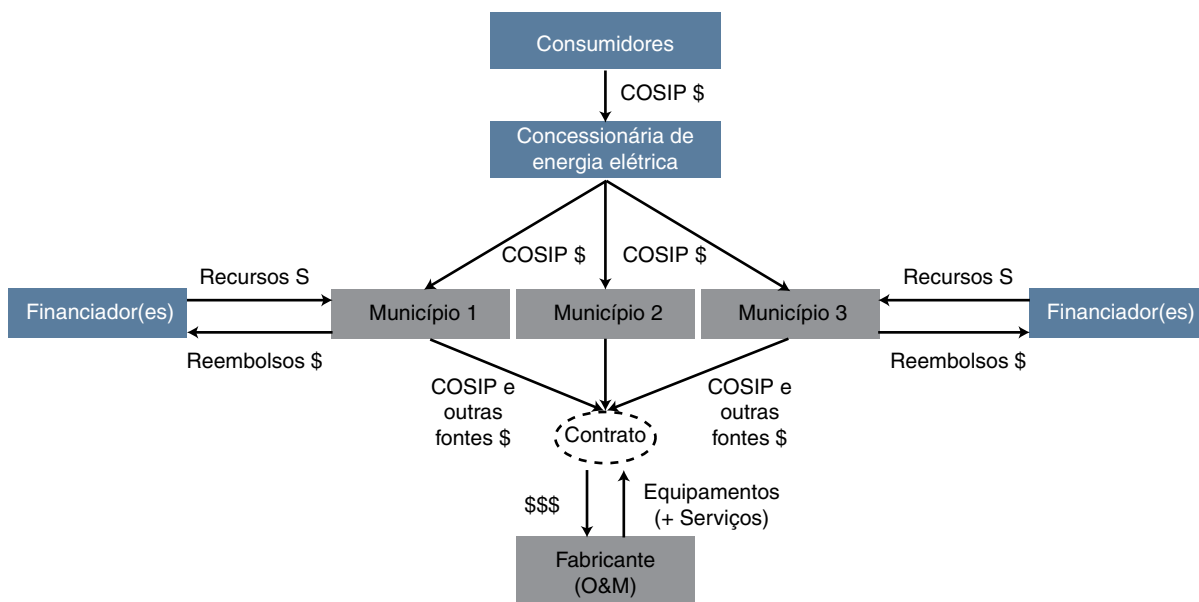 Consumidores
COSIP $
Concessionária de
energia elétrica
COSIP $
COSIP $
Recursos S
Recursos S
Financiador(es)
Município 1
Município 2
Município 3
Financiador(es)
Reembolsos $
Reembolsos $
COSIP e
outras
fontes $
COSIP e
outras
fontes $
Contrato
$$$
Equipamentos
(+ Serviços)
Fabricante
(O&M)